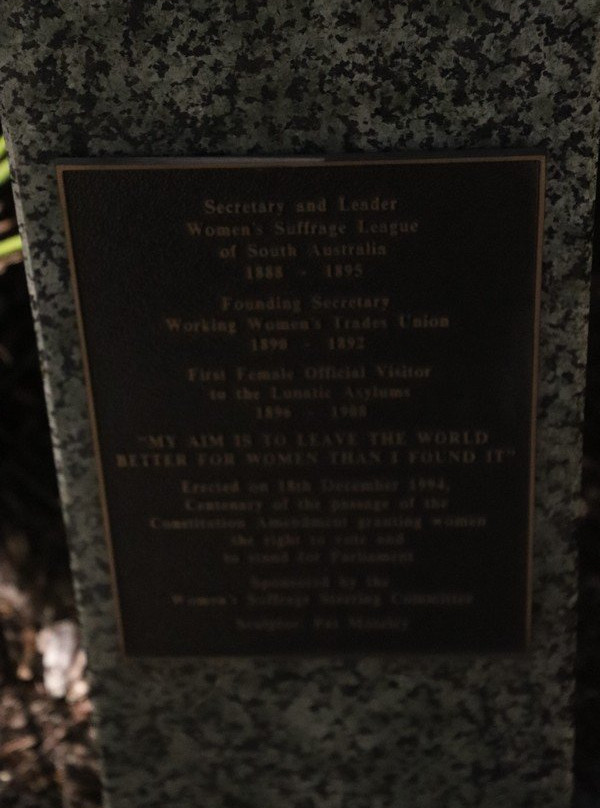 Secretary and Leader
Women's Suffrage League
of South Australia
1888 - 1895
Founding Secretary
Working Women's Trades Union
1890 - 1892
First Female Official Visitor
to the Lunatic Asylums
1896 - 1908
"MY AIM IS TO LEAVE THE WORLD
BETTER FOR WOMEN THAN I FOUND IT"
Erected on 18th December 1994,
Centenary of the passage of the
Constitution Amendment granting women
the right to vote and
to stand for Parliament
Sponsored by the
Women's Suffrage Steering Committee
Sculptor Pat Moseley